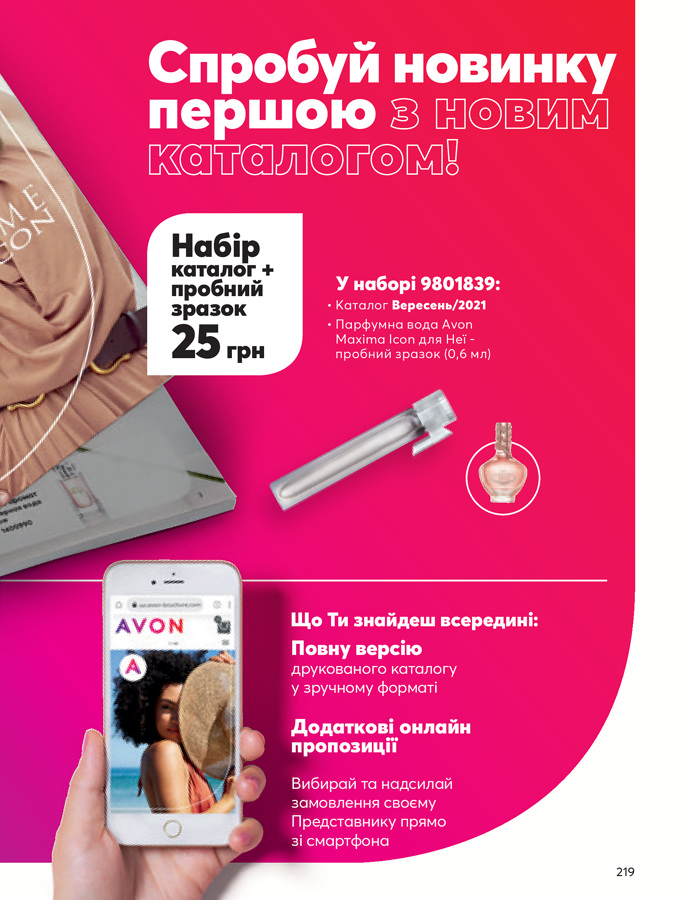 Спробуй новинку
першою з новим
каталогом!
Набір
каталог +
пробний
зразок
25 грн
У наборі 9801839:
• Каталог Вересень/2021
• Парфумна вода Avon
Maxima Icon для Неї -
пробний зразок (0,6 мл)
1400990
AVON
A
Що Ти знайдеш всередині:
Повну версію
друкованого каталогу
у зручному форматі
Додаткові онлайн
пропозиції
Вибирай та надсилай
замовлення своєму
Представнику прямо
зі смартфона
219